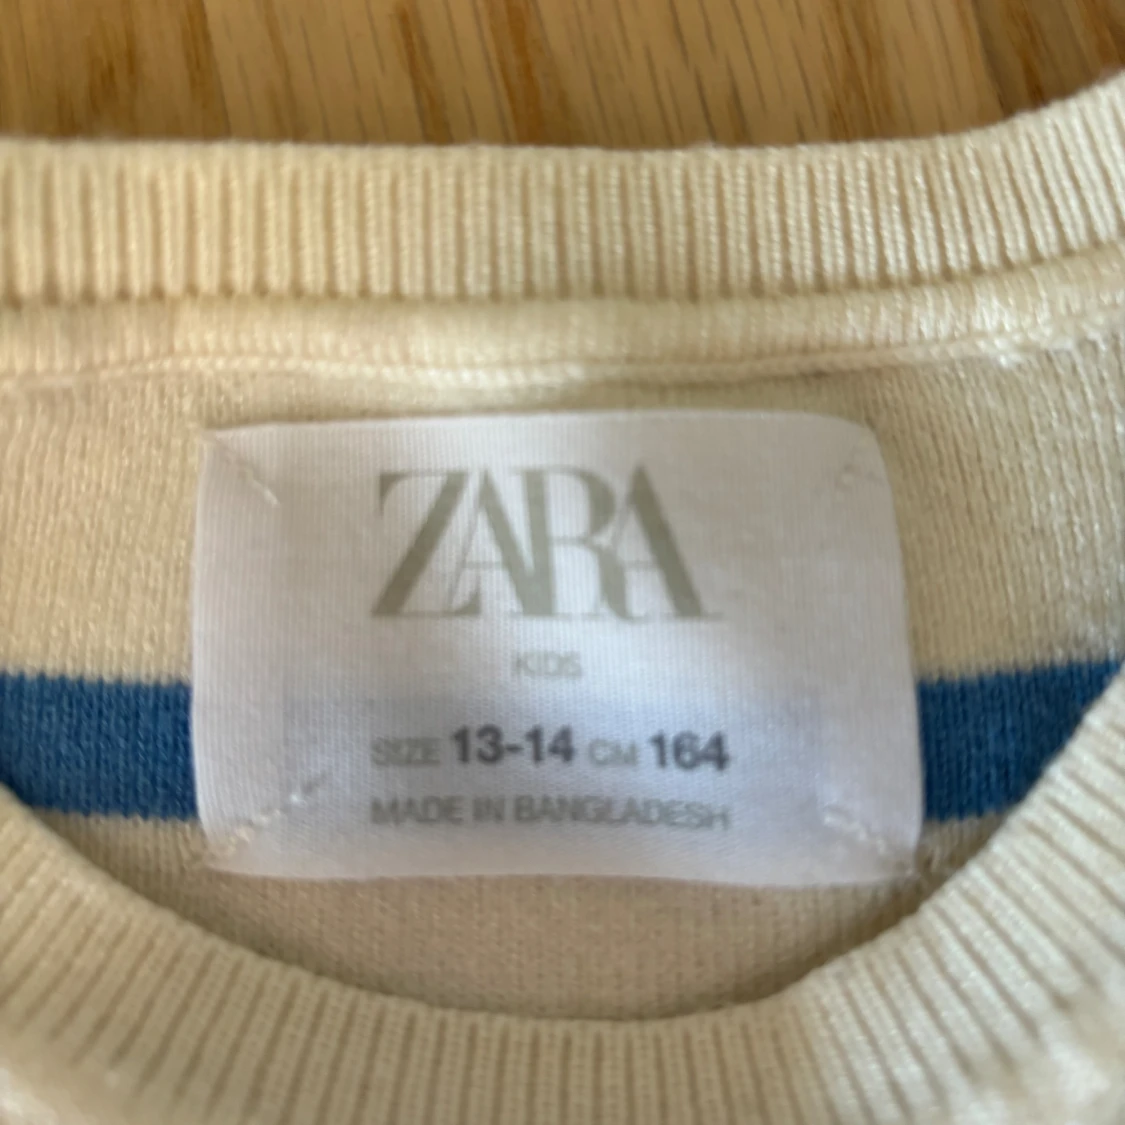 ZARA
KIDS
SIZE 13-14 CM 164
MADE IN BANGLADESH